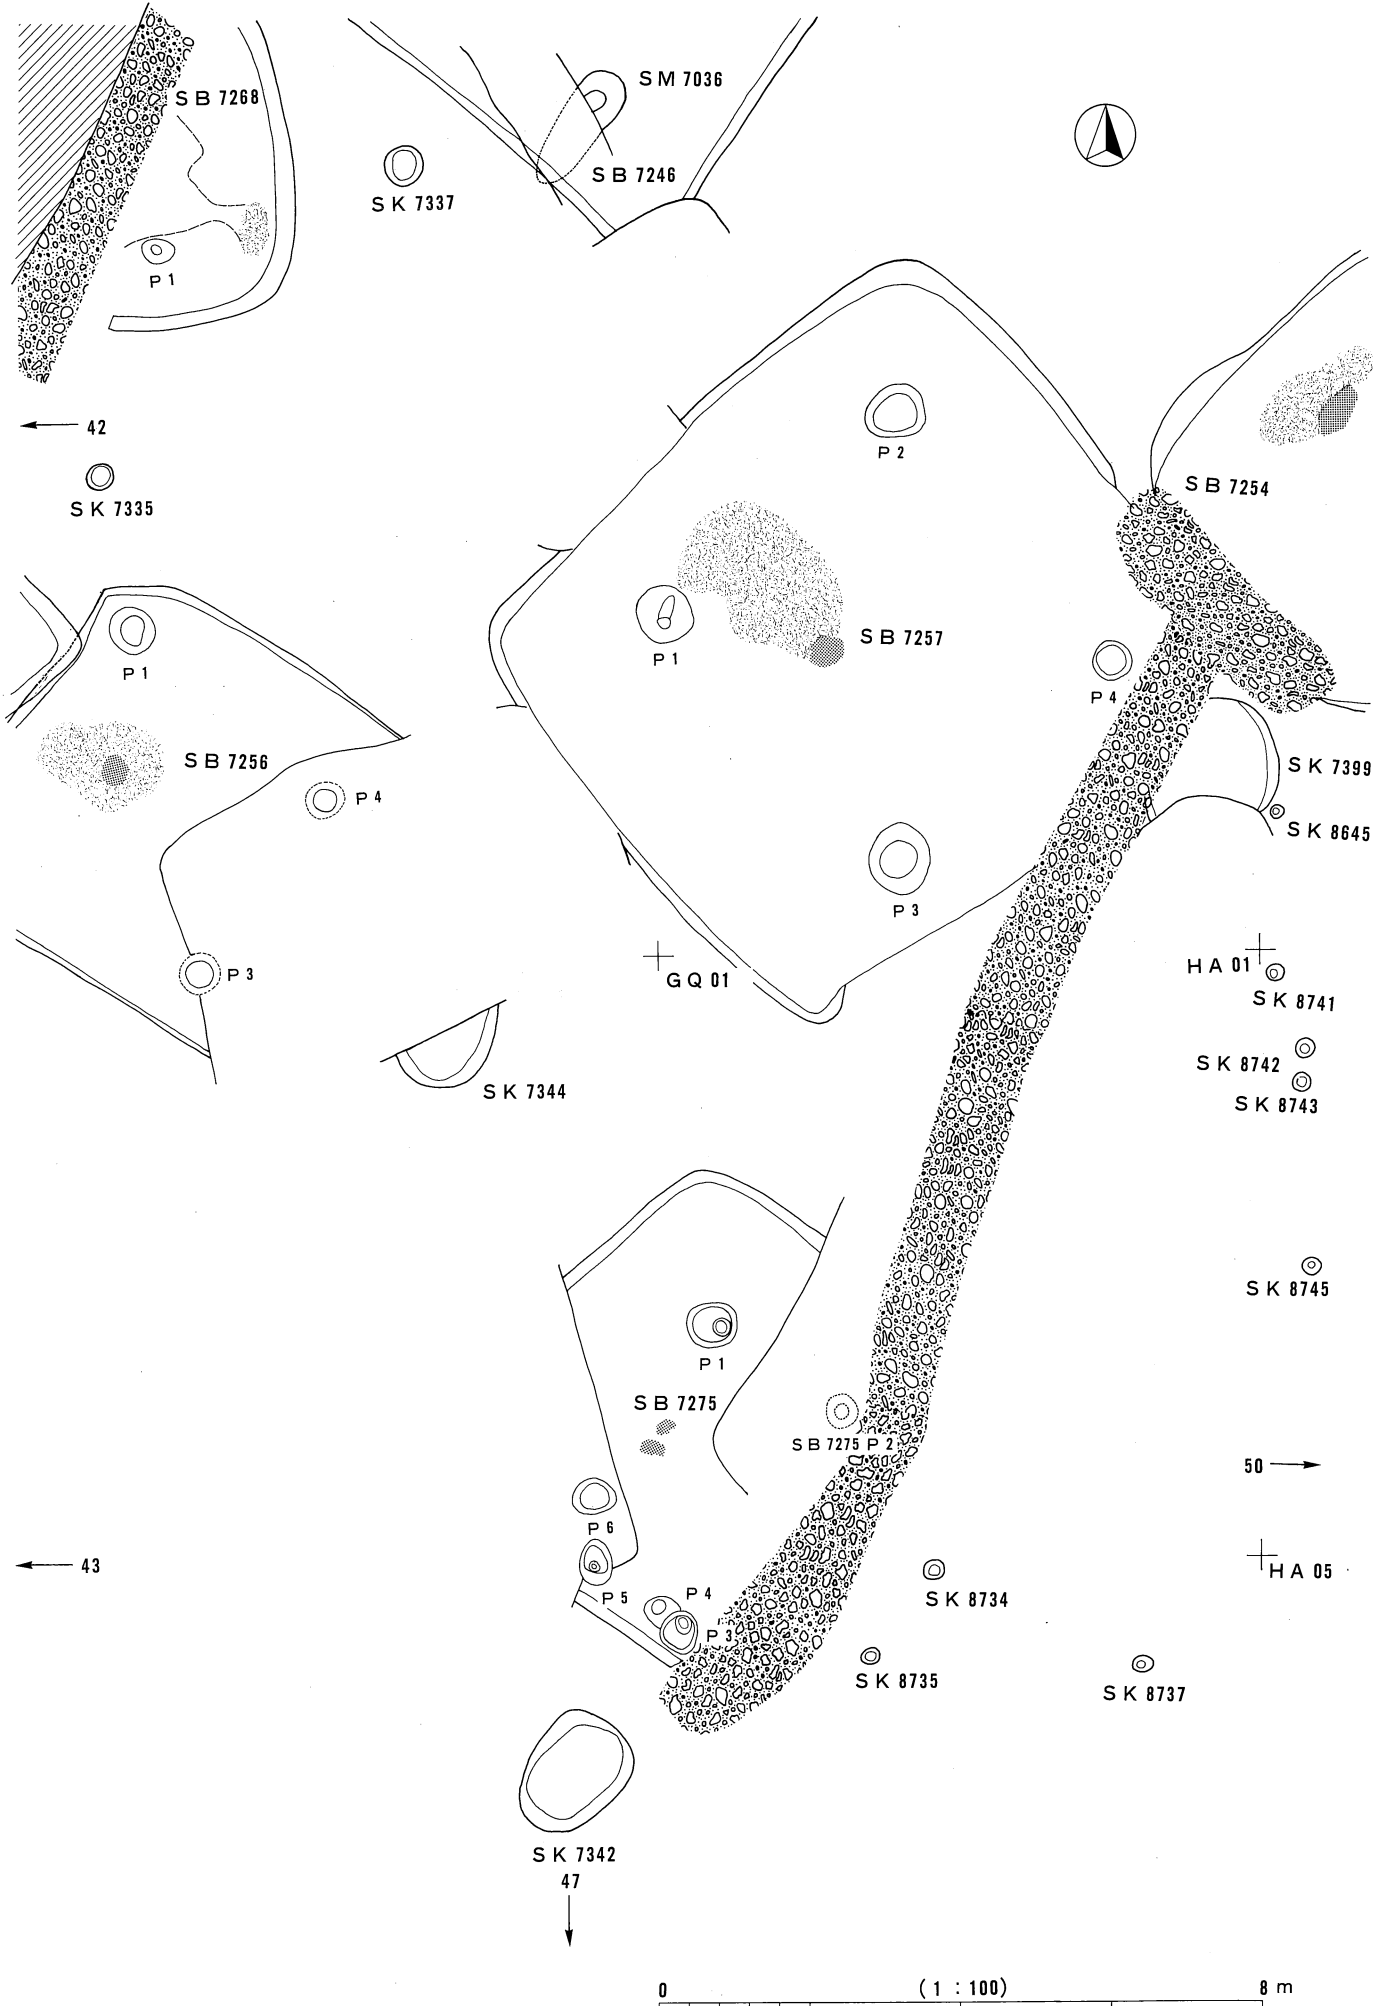 SM 7036
SB 7268
SB 7246
SK 7337
P 1
42
P 2
SB 7254
SK 7335
SB 7257
P 1
P 1
P 4
SB 7256
SK 7399
P 4
SK 8645
P 3
HA 01
P 3
GQ 01
SK 8741
SK 8742
SK 7344
SK 8743
SK 8745
P 1
SB 7275
SB 7275 P 2
50
P 6
43
HA 05
P 5
P 4
SK 8734
P 3
SK 8735
SK 8737
SK 7342
47
0 (1 : 100) 8 m